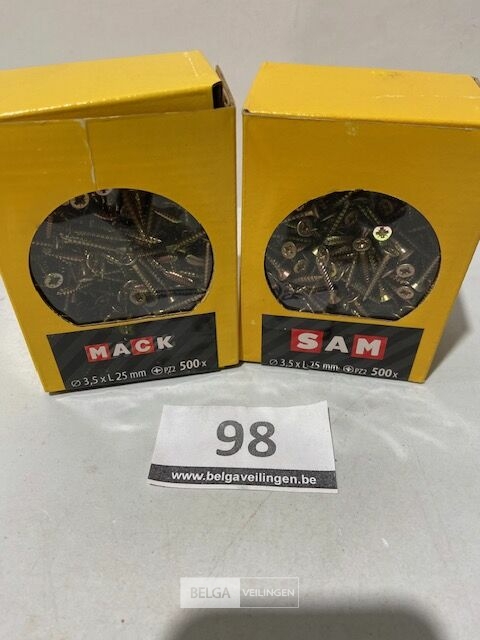 MACK
Ø 3,5 x L 25 mm PZ2 500x
SAM
Ø 3,5 x L 25 mm PZ2 500x
98
www.belgaveilingen.be
BELGA VEILINGEN